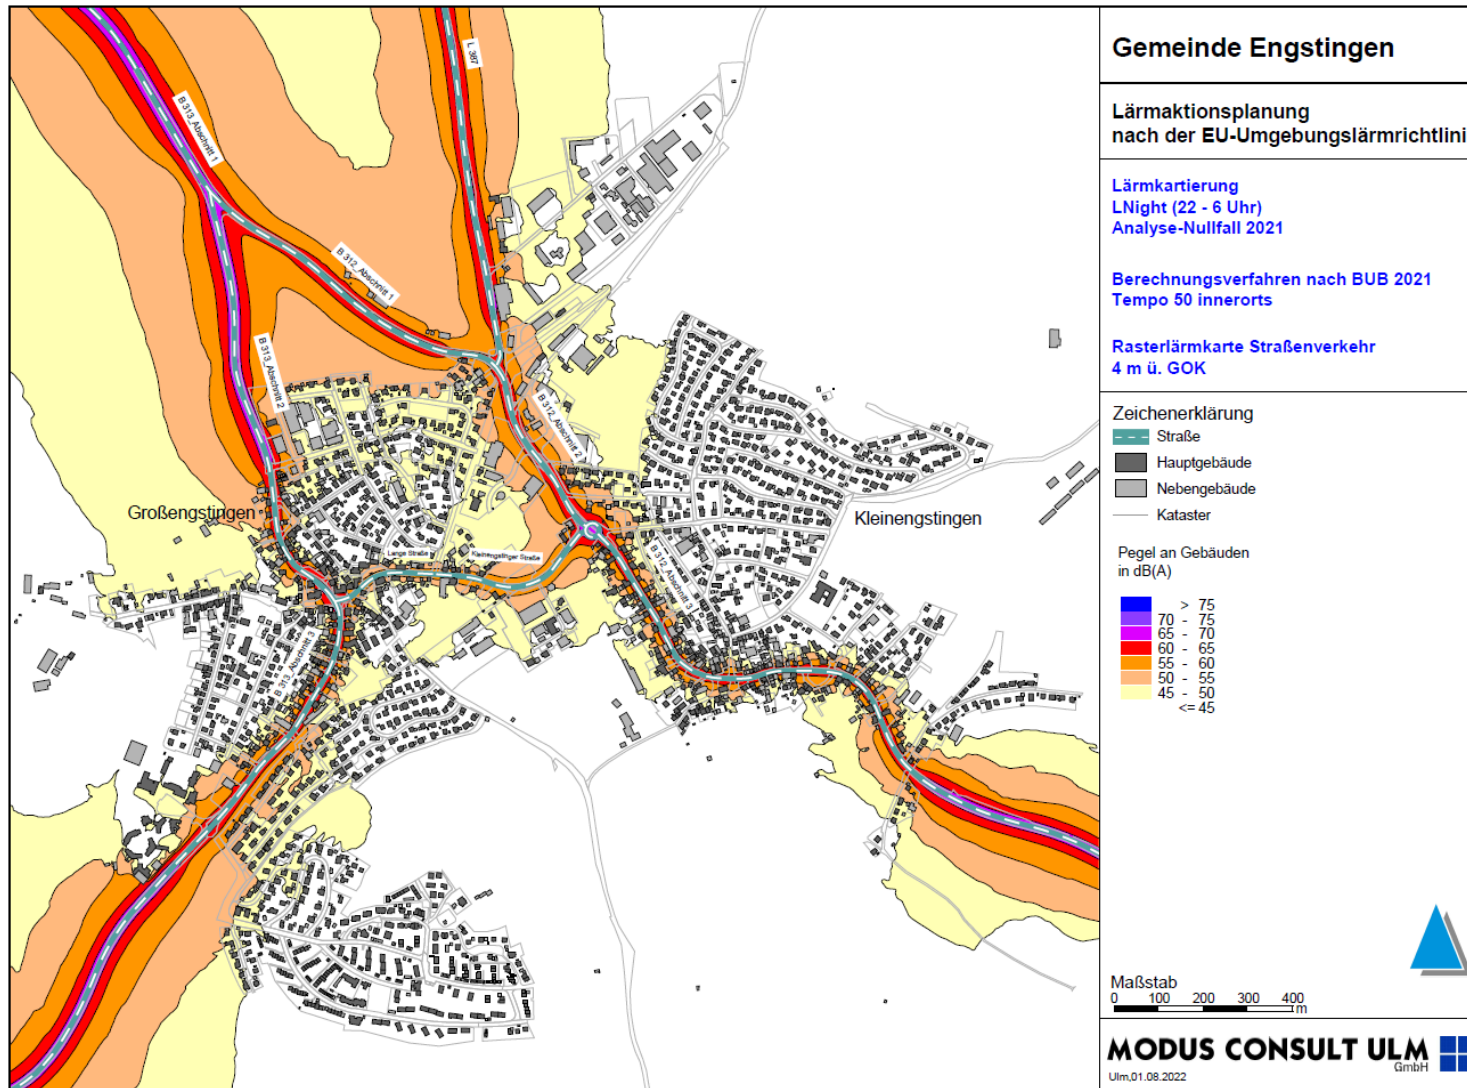 B 313_Abschnitt 1
L 387
B 312_Abschnitt 1
B 313_Abschnitt 2
B 312_Abschnitt 2
Großengstingen
Kleinengstingen
Lange Straße
Kleinengstinger Straße
B 312_Abschnitt 3
B 313_Abschnitt 3
Gemeinde Engstingen
Lärmaktionsplanung
nach der EU-Umgebungslärmrichtlini
Lärmkartierung
LNight (22 - 6 Uhr)
Analyse-Nullfall 2021
Berechnungsverfahren nach BUB 2021
Tempo 50 innerorts
Rasterlärmkarte Straßenverkehr
4 m ü. GOK
Zeichenerklärung
Straße
Hauptgebäude
Nebengebäude
Kataster
Pegel an Gebäuden
in dB(A)
> 75
70 - 75
65 - 70
60 - 65
55 - 60
50 - 55
45 - 50
<= 45
Maßstab
0 100 200 300 400
m
MODUS CONSULT ULM
GmbH
Ulm,01.08.2022